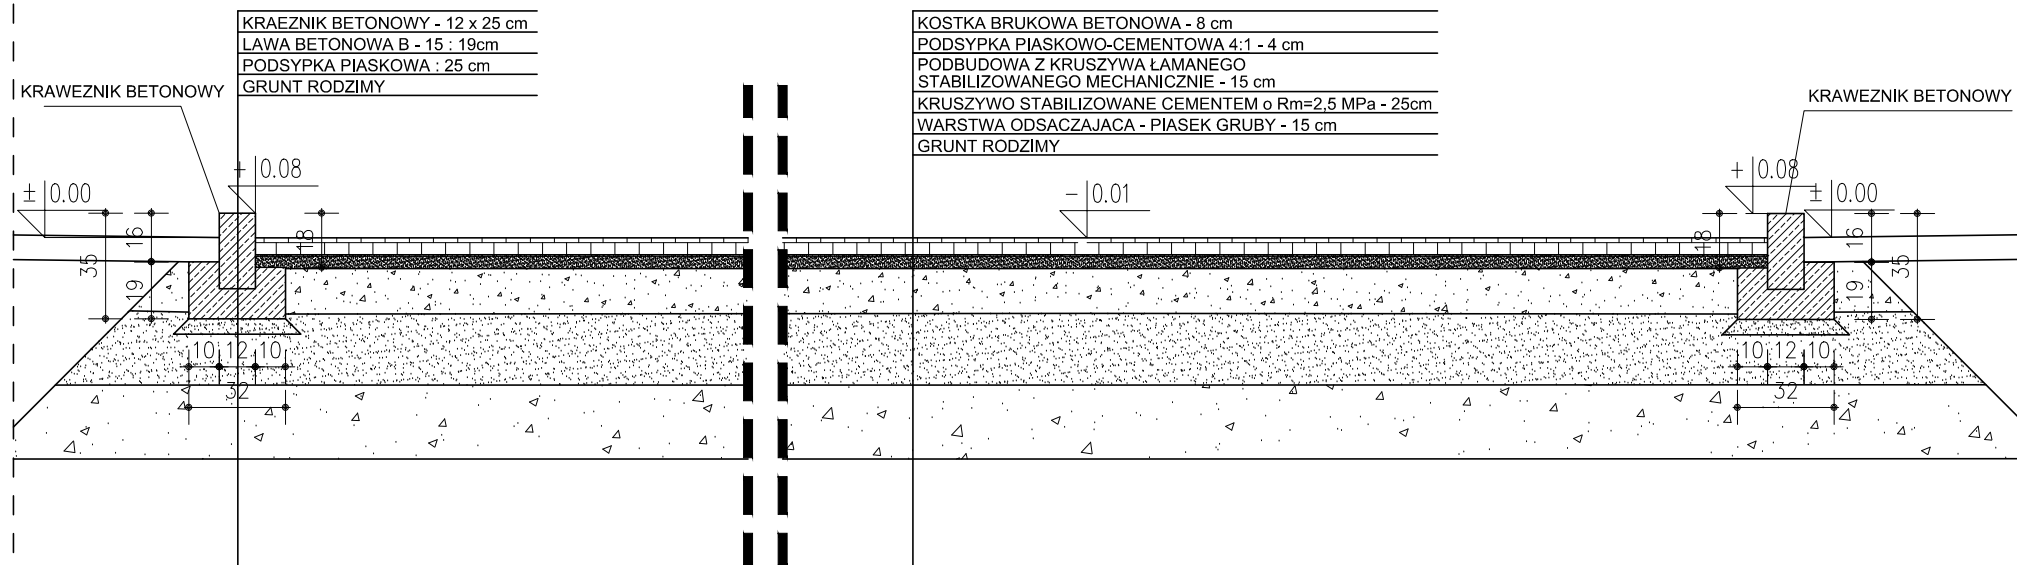 KRAEZNIK BETONOWY - 12 x 25 cm
LAWA BETONOWA B - 15 : 19cm
PODSYPKA PIASKOWA : 25 cm
GRUNT RODZIMY
KRAWEZNIK BETONOWY
KOSTKA BRUKOWA BETONOWA - 8 cm
PODSYPKA PIASKOWO-CEMENTOWA 4:1 - 4 cm
PODBUDOWA Z KRUSZYWA ŁAMANEGO
STABILIZOWANEGO MECHANICZNIE - 15 cm
KRUSZYWO STABILIZOWANE CEMENTEM o Rm=2,5 MPa - 25cm
WARSTWA ODSACZAJACA - PIASEK GRUBY - 15 cm
GRUNT RODZIMY
KRAWEZNIK BETONOWY
± 0.00
+ 0.08
- 0.01
+ 0.08
± 0.00
35
16
19
18
10 12 10
32
18
16
35
19
10 12 10
32